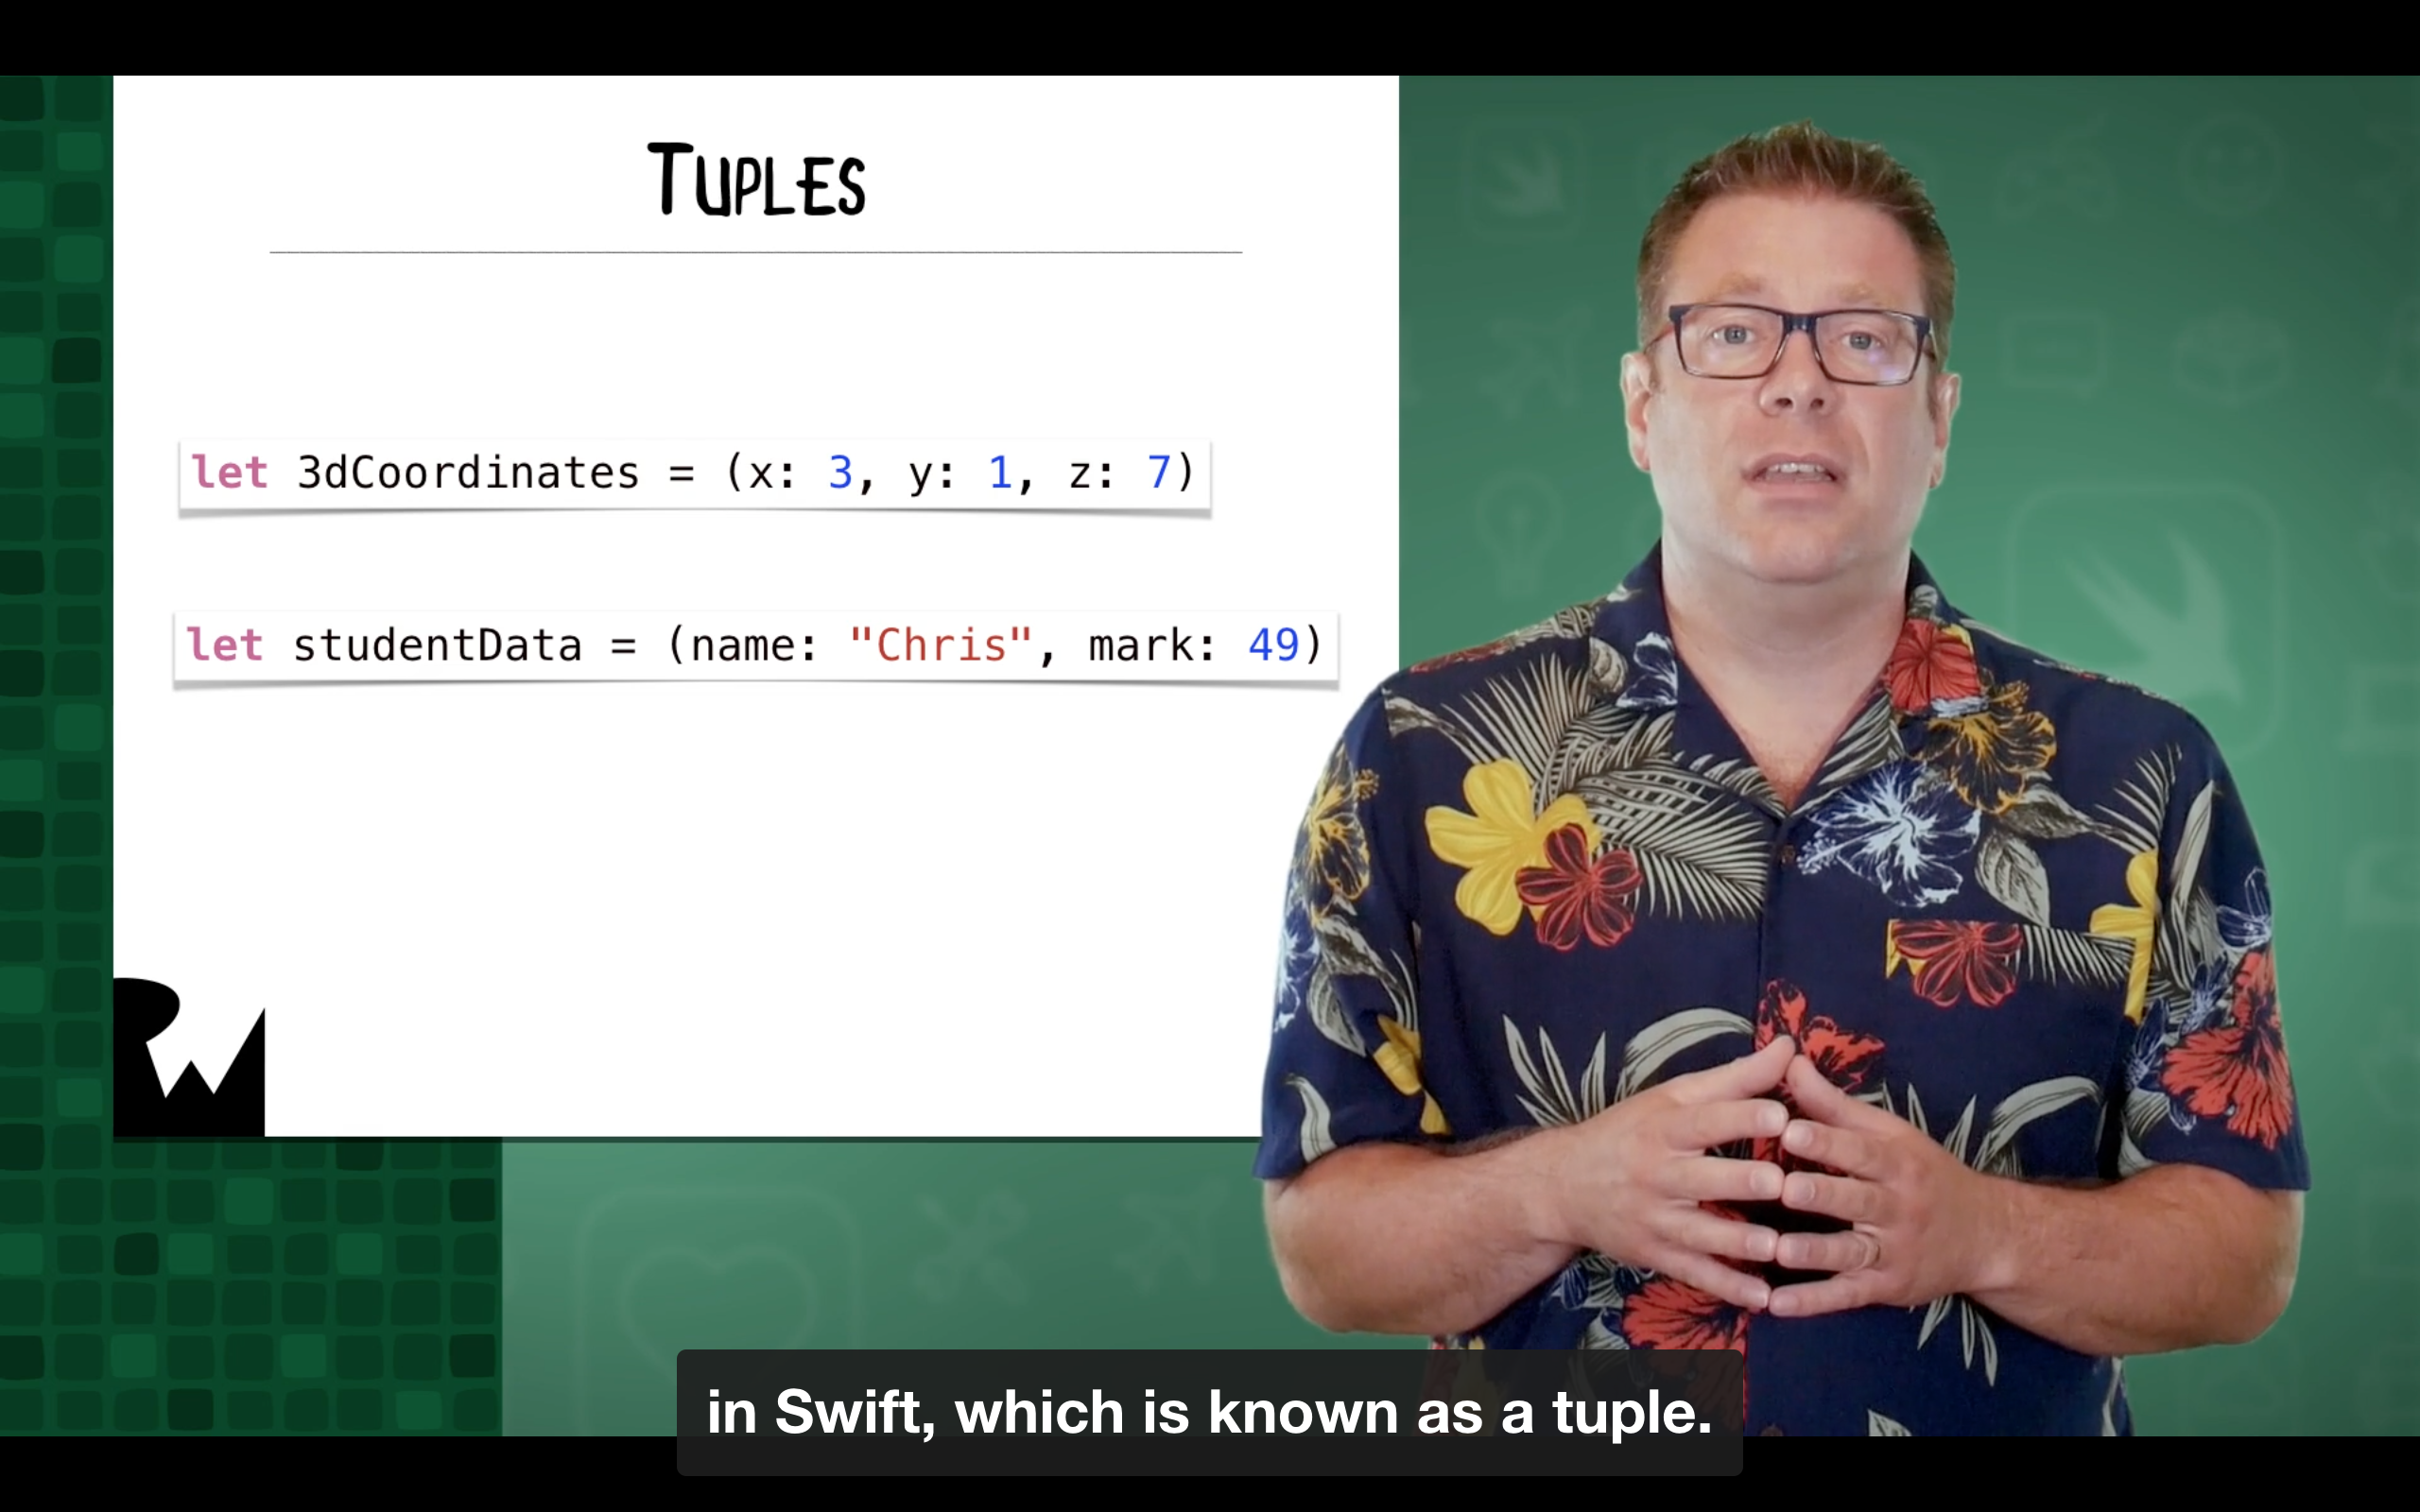 TUPLES
let 3dCoordinates = (x: 3, y: 1, z: 7)
let studentData = (name: "Chris", mark: 49)
RW
in Swift, which is known as a tuple.